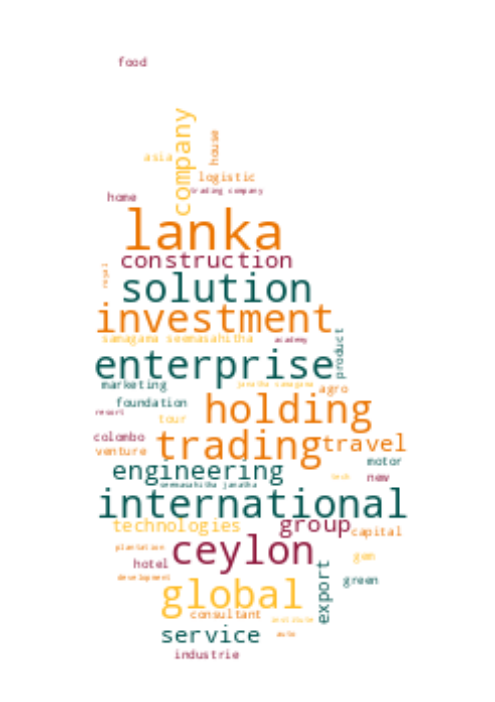 food
company
house
asia
logistic
trading company
home
lanka
construction
royal
solution
investment
samagama seemasahitha
academy
product
enterprise
marketing
janatha samagama
agro
foundation
holding
resort
tour
colombo
trading
travel
venture
motor
engineering
tech
new
seemasahitha janatha
international
technologies
group
capital
plantation
ceylon
gem
hotel
development
export
green
global
consultant
institute
service
auto
industrie